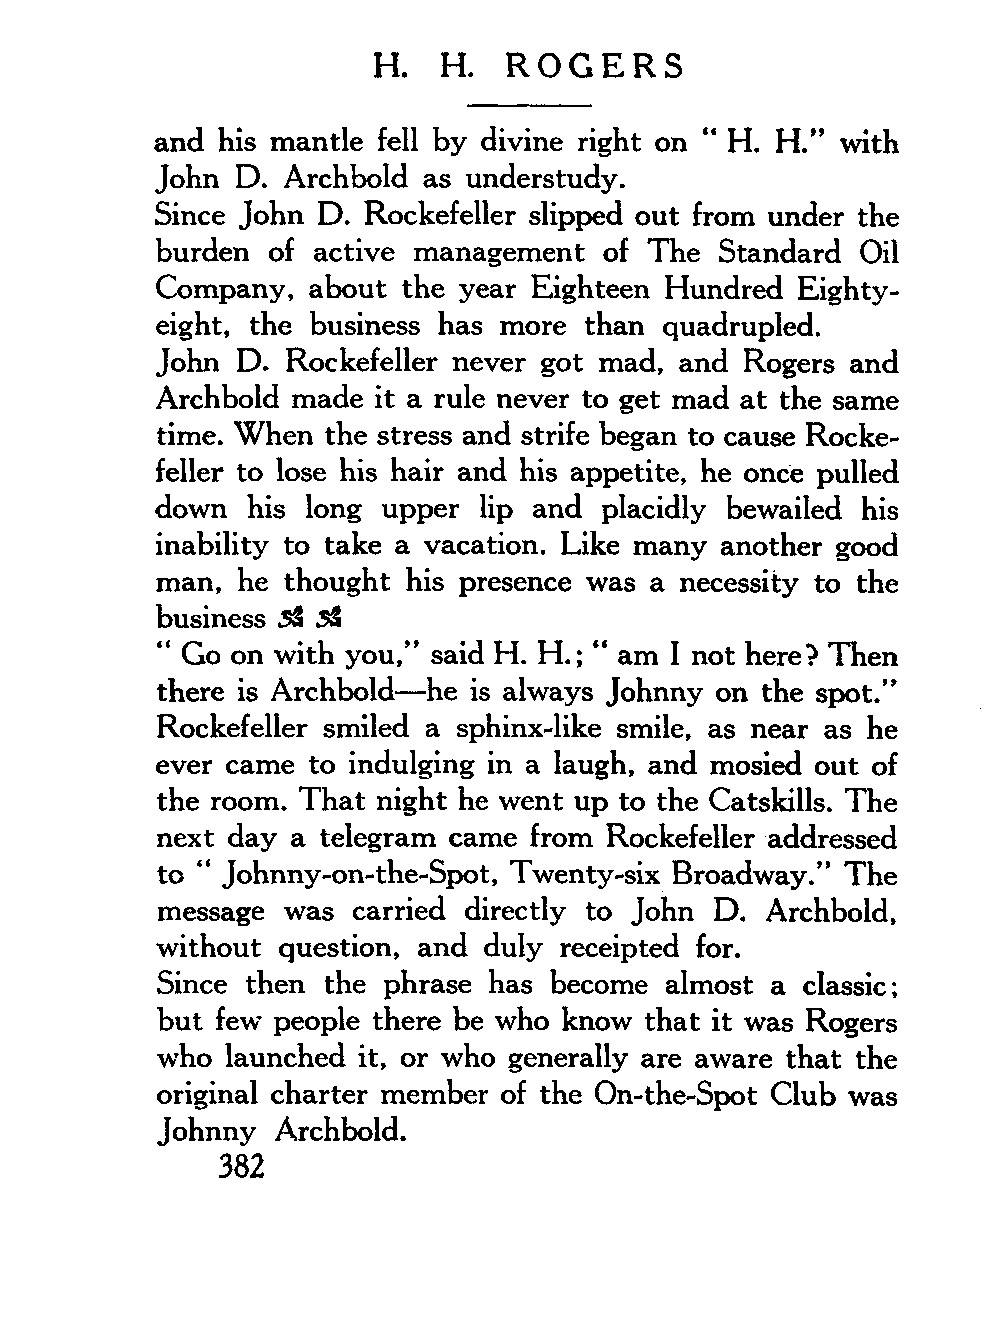 H. H. ROGERS
and his mantle fell by divine right on “ H. H.” with
John D. Archbold as understudy.
Since John D. Rockefeller slipped out from under the
burden of active management of The Standard Oil
Company, about the year Eighteen Hundred Eighty-
eight, the business has more than quadrupled.
John D. Rockefeller never got mad, and Rogers and
Archbold made it a rule never to get mad at the same
time. When the stress and strife began to cause Rocke-
feller to lose his hair and his appetite, he once pulled
down his long upper lip and placidly bewailed his
inability to take a vacation. Like many another good
man, he thought his presence was a necessity to the
business
“ Go on with you,” said H. H.; “ am I not here? Then
there is Archbold—he is always Johnny on the spot.”
Rockefeller smiled a sphinx-like smile, as near as he
ever came to indulging in a laugh, and mosied out of
the room. That night he went up to the Catskills. The
next day a telegram came from Rockefeller addressed
to “ Johnny-on-the-Spot, Twenty-six Broadway.” The
message was carried directly to John D. Archbold,
without question, and duly receipted for.
Since then the phrase has become almost a classic;
but few people there be who know that it was Rogers
who launched it, or who generally are aware that the
original charter member of the On-the-Spot Club was
Johnny Archbold.
382